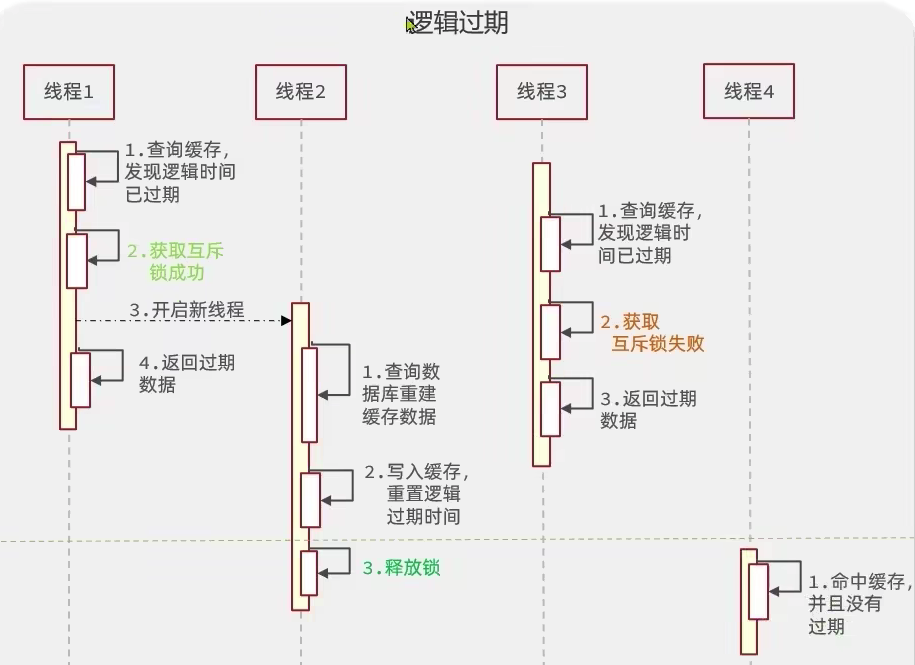 逻辑过期
线程1
线程2
线程3
线程4
1.查询缓存，
发现逻辑时间
已过期
2.获取互斥
锁成功
3.开启新线程
4.返回过期
数据
1.查询数
据库重建
缓存数据
2.写入缓存，
重置逻辑
过期时间
3.释放锁
1.查询缓存，
发现逻辑时
间已过期
2.获取
互斥锁失败
3.返回过期
数据
1.命中缓存，
并且没有
过期